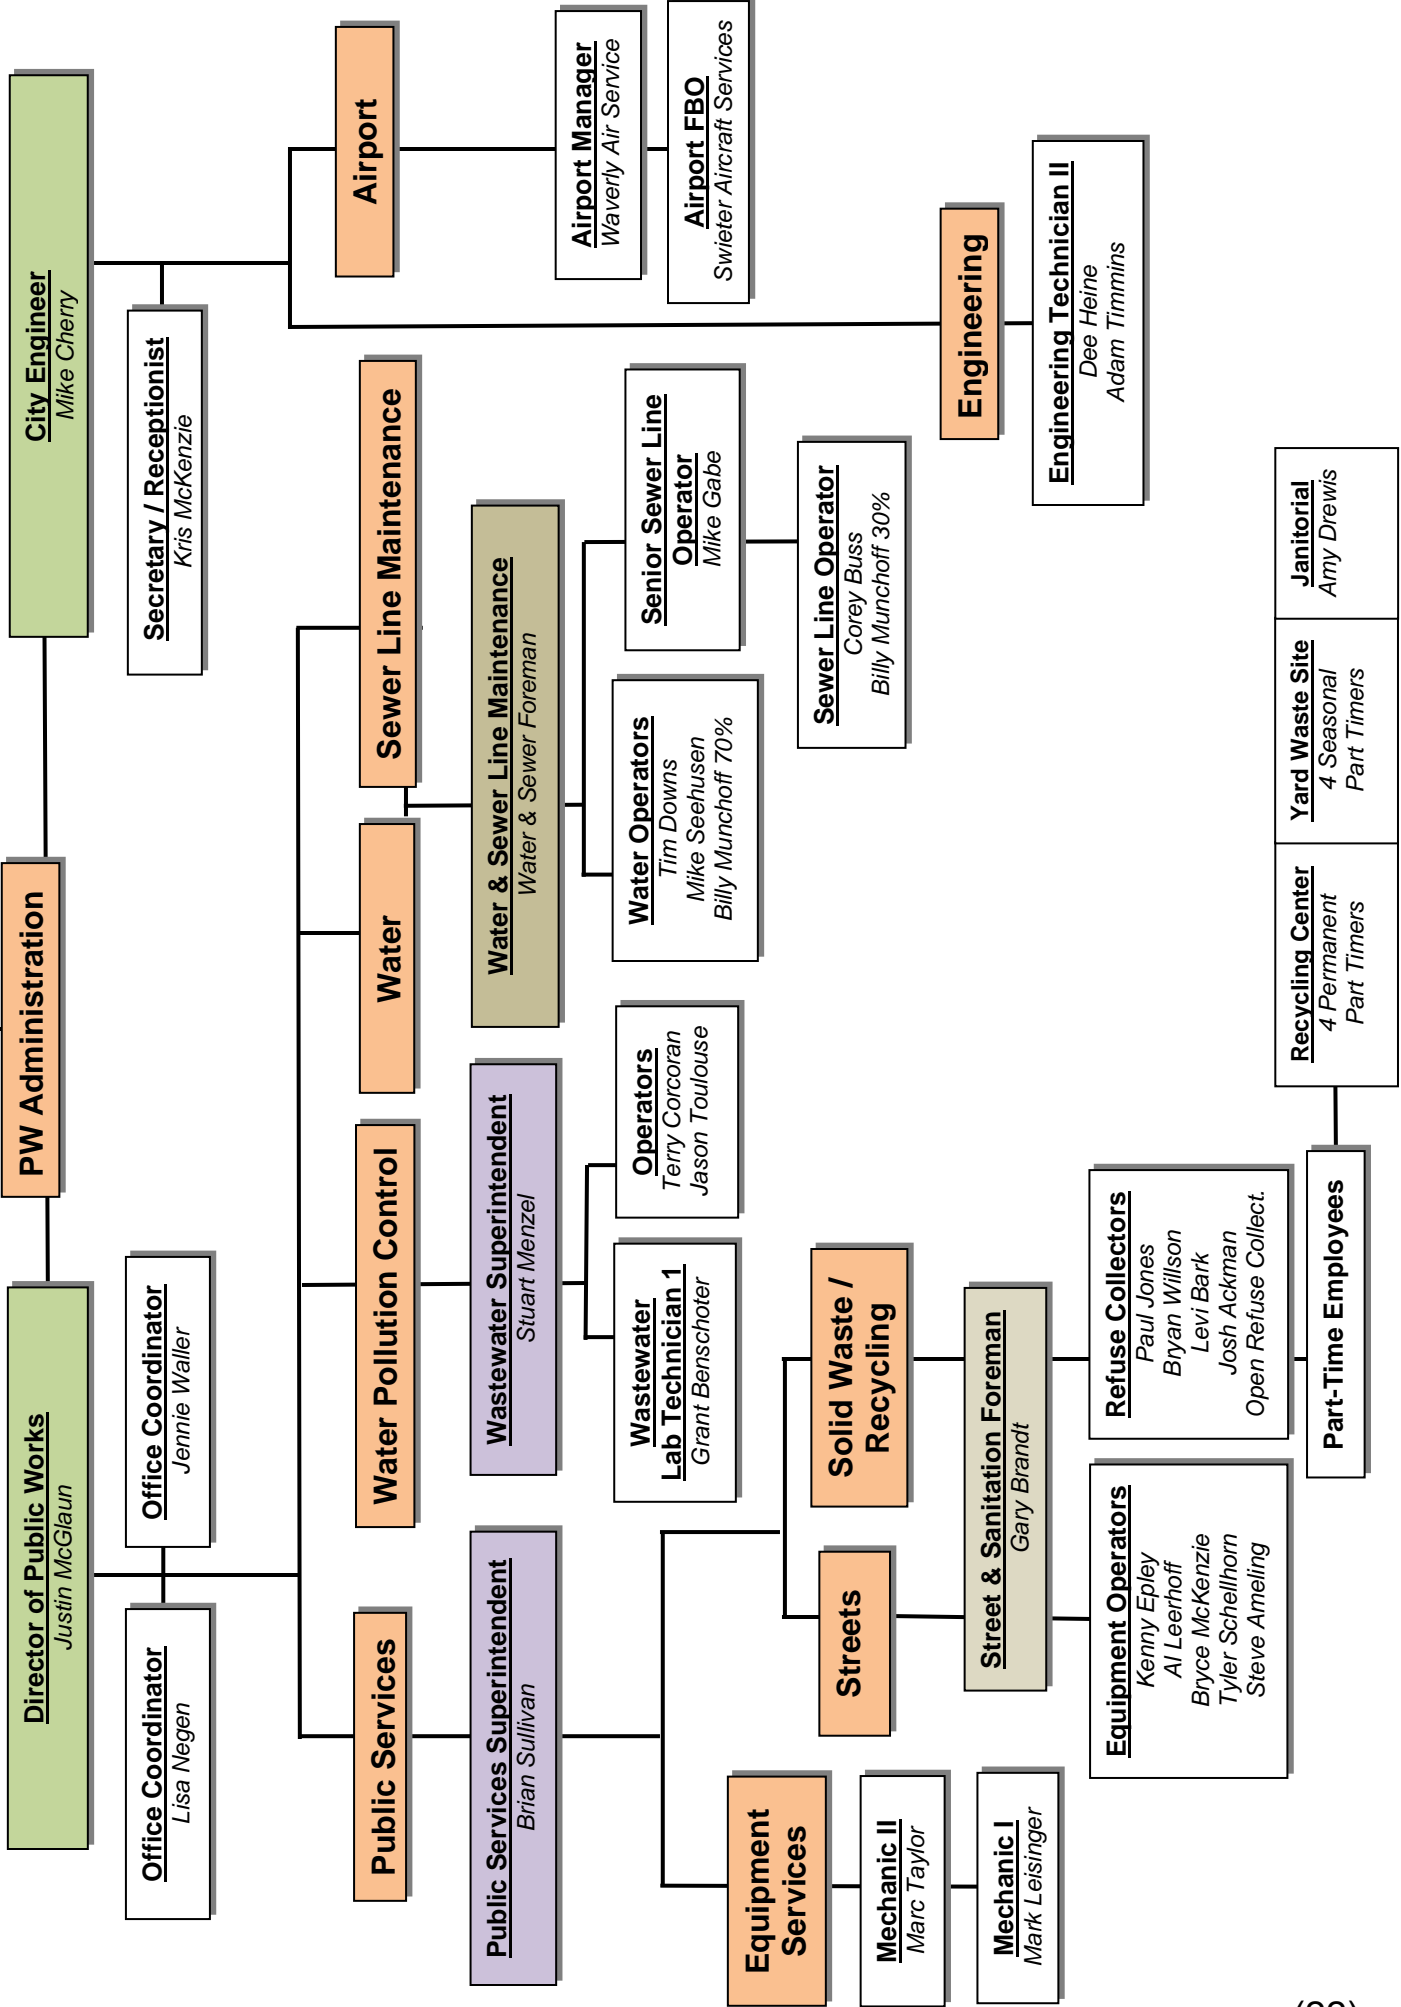 PW Administration
Director of Public Works
Justin McGlaun
City Engineer
Mike Cherry
Office Coordinator
Lisa Negen
Office Coordinator
Jennie Waller
Secretary / Receptionist
Kris McKenzie
Public Services
Water Pollution Control
Water
Sewer Line Maintenance
Airport
Public Services Superintendent
Brian Sullivan
Wastewater Superintendent
Stuart Menzel
Water & Sewer Line Maintenance
Water & Sewer Foreman
Airport Manager
Waverly Air Service
Airport FBO
Swieter Aircraft Services
Wastewater
Lab Technician 1
Grant Benschoter
Operators
Terry Corcoran
Jason Toulouse
Water Operators
Tim Downs
Mike Seehusen
Billy Munchoff 70%
Senior Sewer Line
Operator
Mike Gabe
Sewer Line Operator
Corey Buss
Billy Munchoff 30%
Equipment
Services
Streets
Solid Waste /
Recycling
Engineering
Mechanic II
Marc Taylor
Mechanic I
Mark Leisinger
Street & Sanitation Foreman
Gary Brandt
Engineering Technician II
Dee Heine
Adam Timmins
Equipment Operators
Kenny Epley
Al Leerhoff
Bryce McKenzie
Tyler Schellhorn
Steve Ameling
Refuse Collectors
Paul Jones
Bryan Willson
Levi Bark
Josh Ackman
Open Refuse Collect.
Part-Time Employees
Recycling Center
4 Permanent
Part Timers
Yard Waste Site
4 Seasonal
Part Timers
Janitorial
Amy Drewis